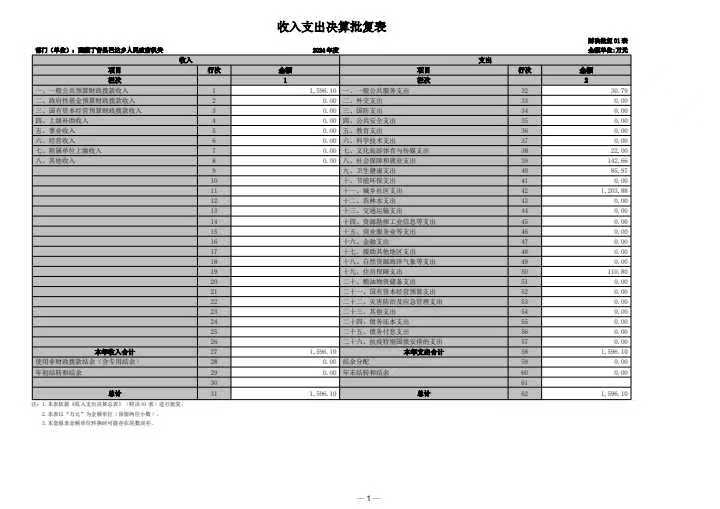 收入支出决算批复表
财决批复01表
部门(单位): 人民政府机关 2024年度 金额单位:万元
收入 支出
项目 行次 金额 项目 行次 金额
栏次 1 栏次 2
一、一般公共预算财政拨款收入 1 1,596.10 一、一般公共服务支出 32 30.79
二、政府性基金预算财政拨款收入 2 0.00 二、外交支出 33 0.00
三、国有资本经营预算财政拨款收入 3 0.00 三、国防支出 34 0.00
四、上级补助收入 4 0.00 四、公共安全支出 35 0.00
五、事业收入 5 0.00 五、教育支出 36 0.00
六、经营收入 6 0.00 六、科学技术支出 37 0.00
七、附属单位上缴收入 7 0.00 七、文化旅游体育与传媒支出 38 22.00
八、其他收入 8 0.00 八、社会保障和就业支出 39 142.66
9 九、卫生健康支出 40 85.97
10 十、节能环保支出 41 0.00
11 十一、城乡社区支出 42 1,203.88
12 十二、农林水支出 43 0.00
13 十三、交通运输支出 44 0.00
14 十四、资源勘探工业信息等支出 45 0.00
15 十五、商业服务业等支出 46 0.00
16 十六、金融支出 47 0.00
17 十七、援助其他地区支出 48 0.00
18 十八、自然资源海洋气象等支出 49 0.00
19 十九、住房保障支出 50 110.80
20 二十、粮油物资储备支出 51 0.00
21 二十一、国有资本经营预算支出 52 0.00
22 二十二、灾害防治及应急管理支出 53 0.00
23 二十三、其他支出 54 0.00
24 二十四、债务还本支出 55 0.00
25 二十五、债务付息支出 56 0.00
26 二十六、抗疫特别国债安排的支出 57 0.00
本年收入合计 27 1,596.10 本年支出合计 58 1,596.10
使用非财政拨款结余(含专用结余) 28 0.00 结余分配 59 0.00
年初结转和结余 29 0.00 年末结转和结余 60 0.00
30 61
总计 31 1,596.10 总计 62 1,596.10
注:1.本表依据《收入支出决算总表》(财决01表)进行批复。
2.本表以“万元”为金额单位(保留两位小数)。
3.本套报表金额单位转换时可能存在尾数误差。
— 1 —